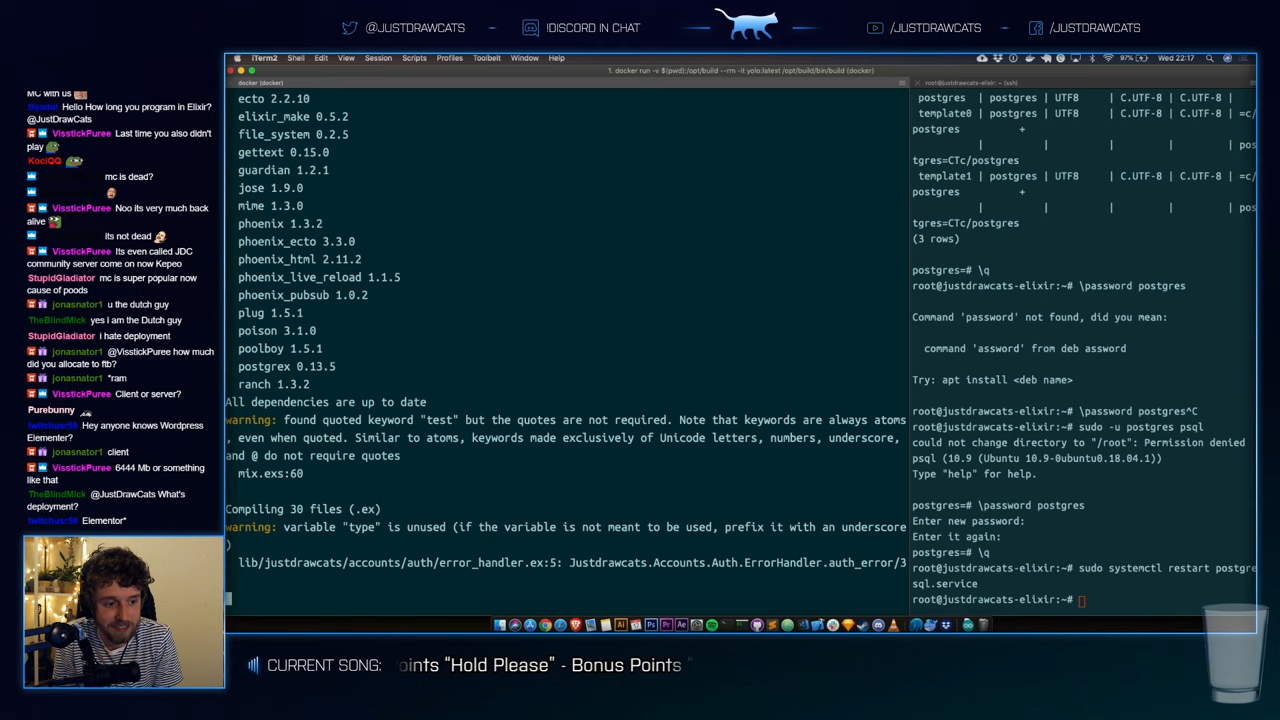 @JUSTDRAWCATS
!DISCORD IN CHAT
/JUSTDRAWCATS
/JUSTDRAWCATS
MC with us
Hello How long you program in Elixir?
@JustDrawCats
VisstickPuree Last time you also didn't
play
KociQQ
mc is dead?
VisstickPuree Noo its very much back
alive
its not dead
VisstickPuree Its even called JDC
community server come on now Kepeo
StupidGladiator mc is super popular now
cause of poods
jonasnator1 u the dutch guy
TheBlindMick yes i am the Dutch guy
StupidGladiator i hate deployment
jonasnator1 @VisstickPuree how much
did you allocate to ftb?
jonasnator1 *ram
VisstickPuree Client or server?
Purebunny
Hey anyone knows Wordpress
Elementer?
jonasnator1 client
VisstickPuree 6444 Mb or something
like that
TheBlindMick @JustDrawCats What's
deployment?
Elementor*
iTerm2 Shell Edit View Session Scripts Profiles Toolbelt Window Help
97% Wed 22:17
1. docker run -v $(pwd):/opt/build --rm -it yolo:latest /opt/build/bin/build (docker)
docker (docker)
ecto 2.2.10
elixir_make 0.5.2
file_system 0.2.5
gettext 0.15.0
guardian 1.2.1
jose 1.9.0
mime 1.3.0
phoenix 1.3.2
phoenix_ecto 3.3.0
phoenix_html 2.11.2
phoenix_live_reload 1.1.5
phoenix_pubsub 1.0.2
plug 1.5.1
poison 3.1.0
poolboy 1.5.1
postgrex 0.13.5
ranch 1.3.2
All dependencies are up to date
warning: found quoted keyword "test" but the quotes are not required. Note that keywords are always atoms
, even when quoted. Similar to atoms, keywords made exclusively of Unicode letters, numbers, underscore,
and @ do not require quotes
mix.exs:60
Compiling 30 files (.ex)
warning: variable "type" is unused (if the variable is not meant to be used, prefix it with an underscore
)
lib/justdrawcats/accounts/auth/error_handler.ex:5: Justdrawcats.Accounts.Auth.ErrorHandler.auth_error/3
root@justdrawcats-elixir: ~ (ssh)
postgres | postgres | UTF8 | C.UTF-8 | C.UTF-8 |
template0 | postgres | UTF8 | C.UTF-8 | C.UTF-8 | =c/
postgres +
| | | | | pos
tgres=CTc/postgres
template1 | postgres | UTF8 | C.UTF-8 | C.UTF-8 | =c/
postgres +
| | | | | pos
tgres=CTc/postgres
(3 rows)
postgres=# \q
root@justdrawcats-elixir:~# \password postgres
Command 'password' not found, did you mean:
command 'assword' from deb assword
Try: apt install <deb name>
root@justdrawcats-elixir:~# \password postgres^C
root@justdrawcats-elixir:~# sudo -u postgres psql
could not change directory to "/root": Permission denied
psql (10.9 (Ubuntu 10.9-0ubuntu0.18.04.1))
Type "help" for help.
postgres=# \password postgres
Enter new password:
Enter it again:
postgres=# \q
root@justdrawcats-elixir:~# sudo systemctl restart postgre
sql.service
root@justdrawcats-elixir:~#
CURRENT SONG: oints "Hold Please" - Bonus Points "